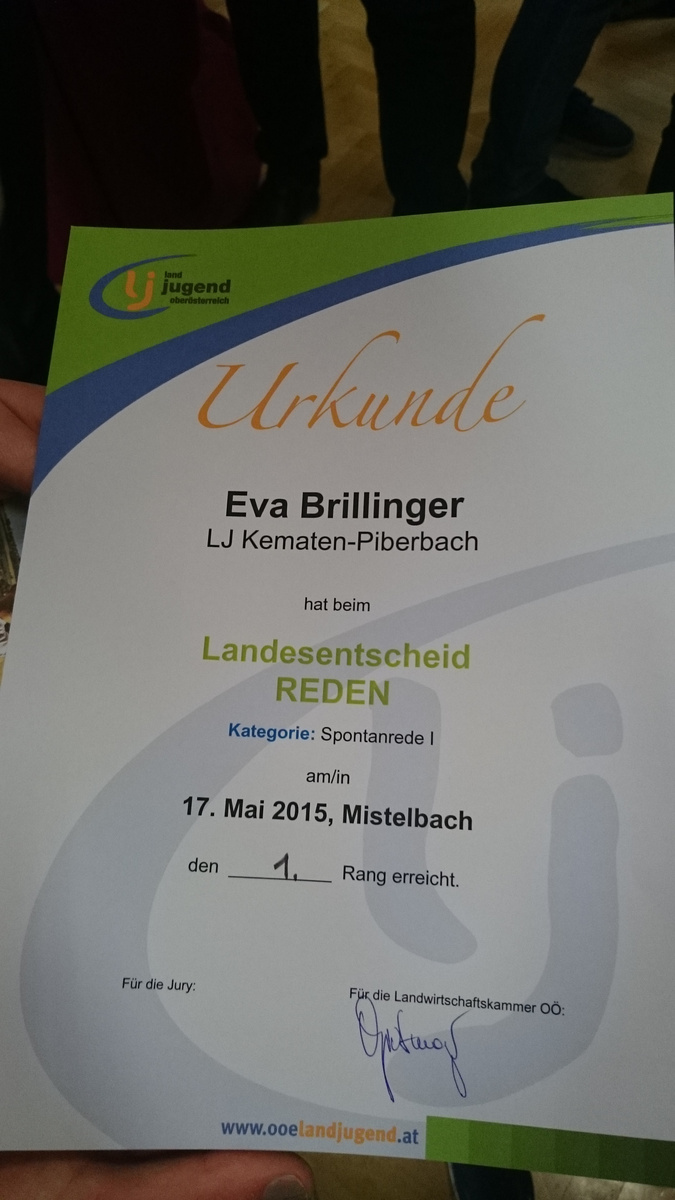 lj land
jugend
oberösterreich
Urkunde
Eva Brillinger
LJ Kematen-Piberbach
hat beim
Landesentscheid
REDEN
Kategorie: Spontanrede I
am/in
17. Mai 2015, Mistelbach
den 1. Rang erreicht.
Für die Jury:
Für die Landwirtschaftskammer OÖ:
www.ooelandjugend.at